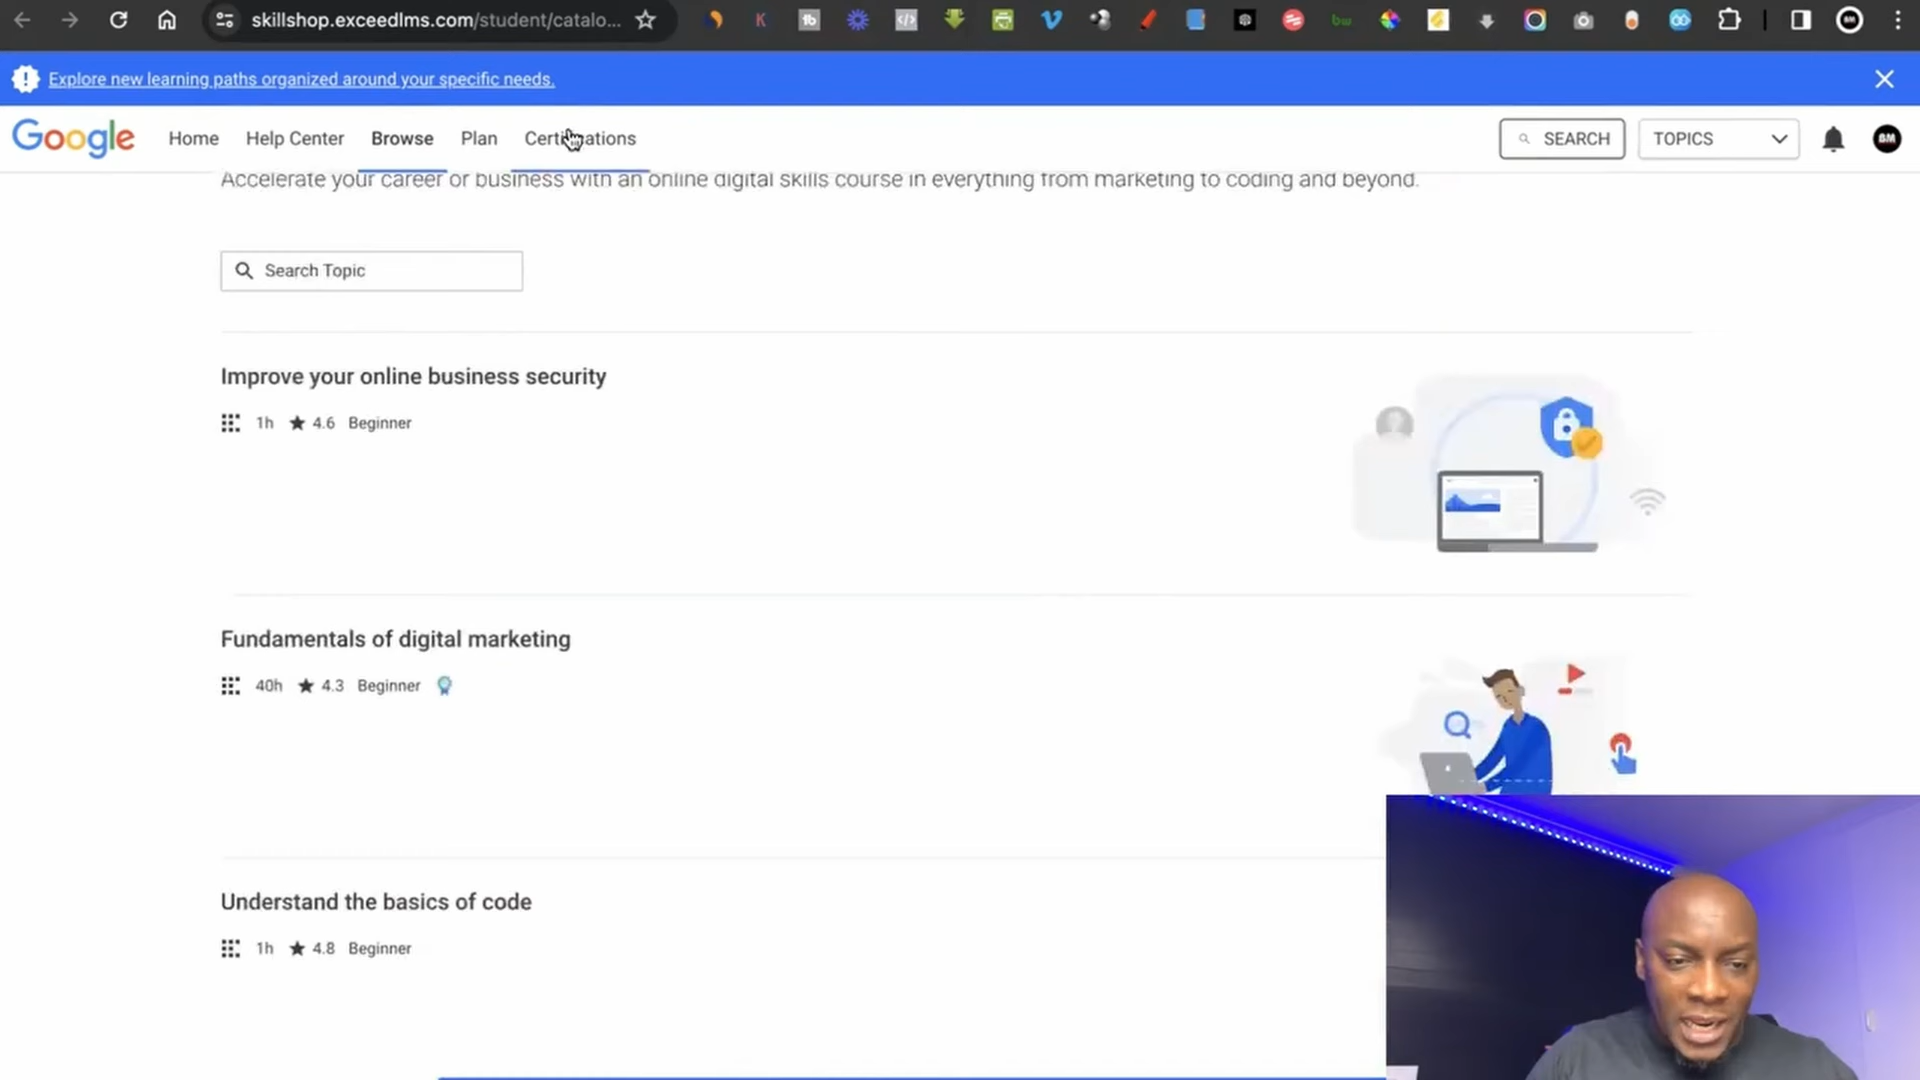 skillshop.exceedlms.com/student/catalo...
Explore new learning paths organized around your specific needs.
Google Home Help Center Browse Plan Certifications SEARCH TOPICS BM
Accelerate your career or business with an online digital skills course in everything from marketing to coding and beyond.
Search Topic
Improve your online business security
1h 4.6 Beginner
Fundamentals of digital marketing
40h 4.3 Beginner
Understand the basics of code
1h 4.8 Beginner